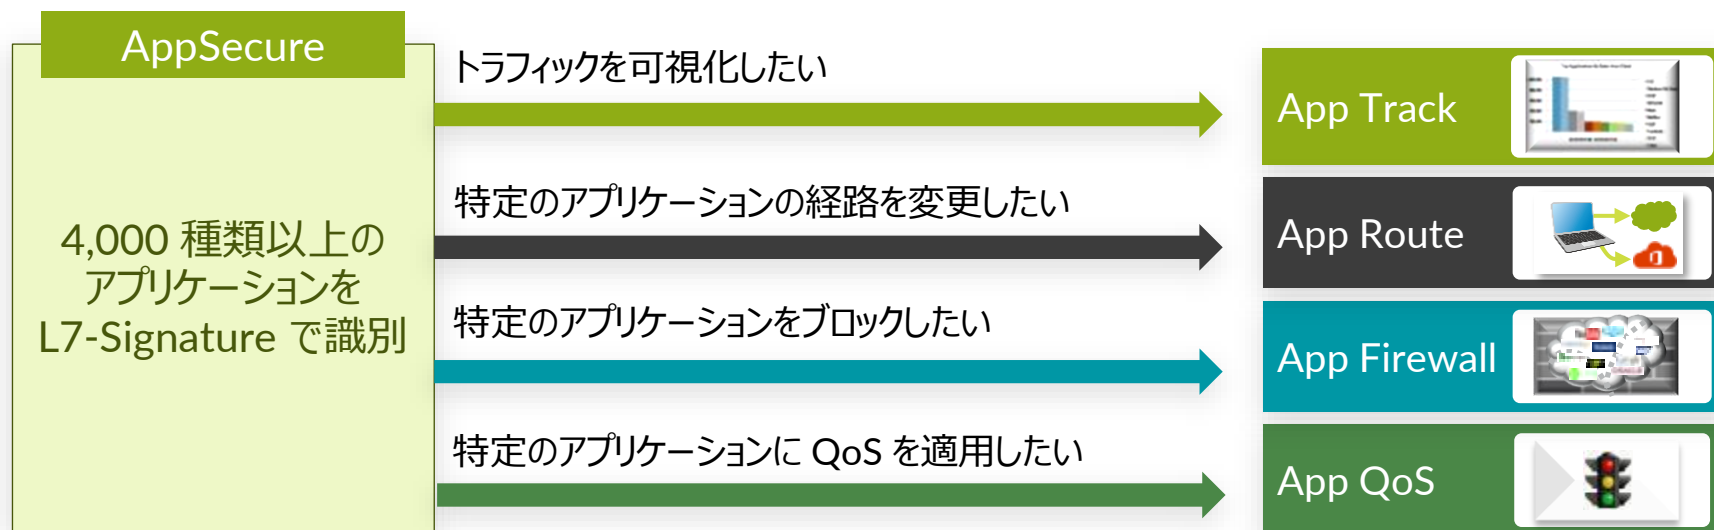 AppSecure
4,000 種類以上の
アプリケーションを
L7-Signature で識別
トラフィックを可視化したい
App Track
特定のアプリケーションの経路を変更したい
App Route
特定のアプリケーションをブロックしたい
App Firewall
特定のアプリケーションに QoS を適用したい
App QoS